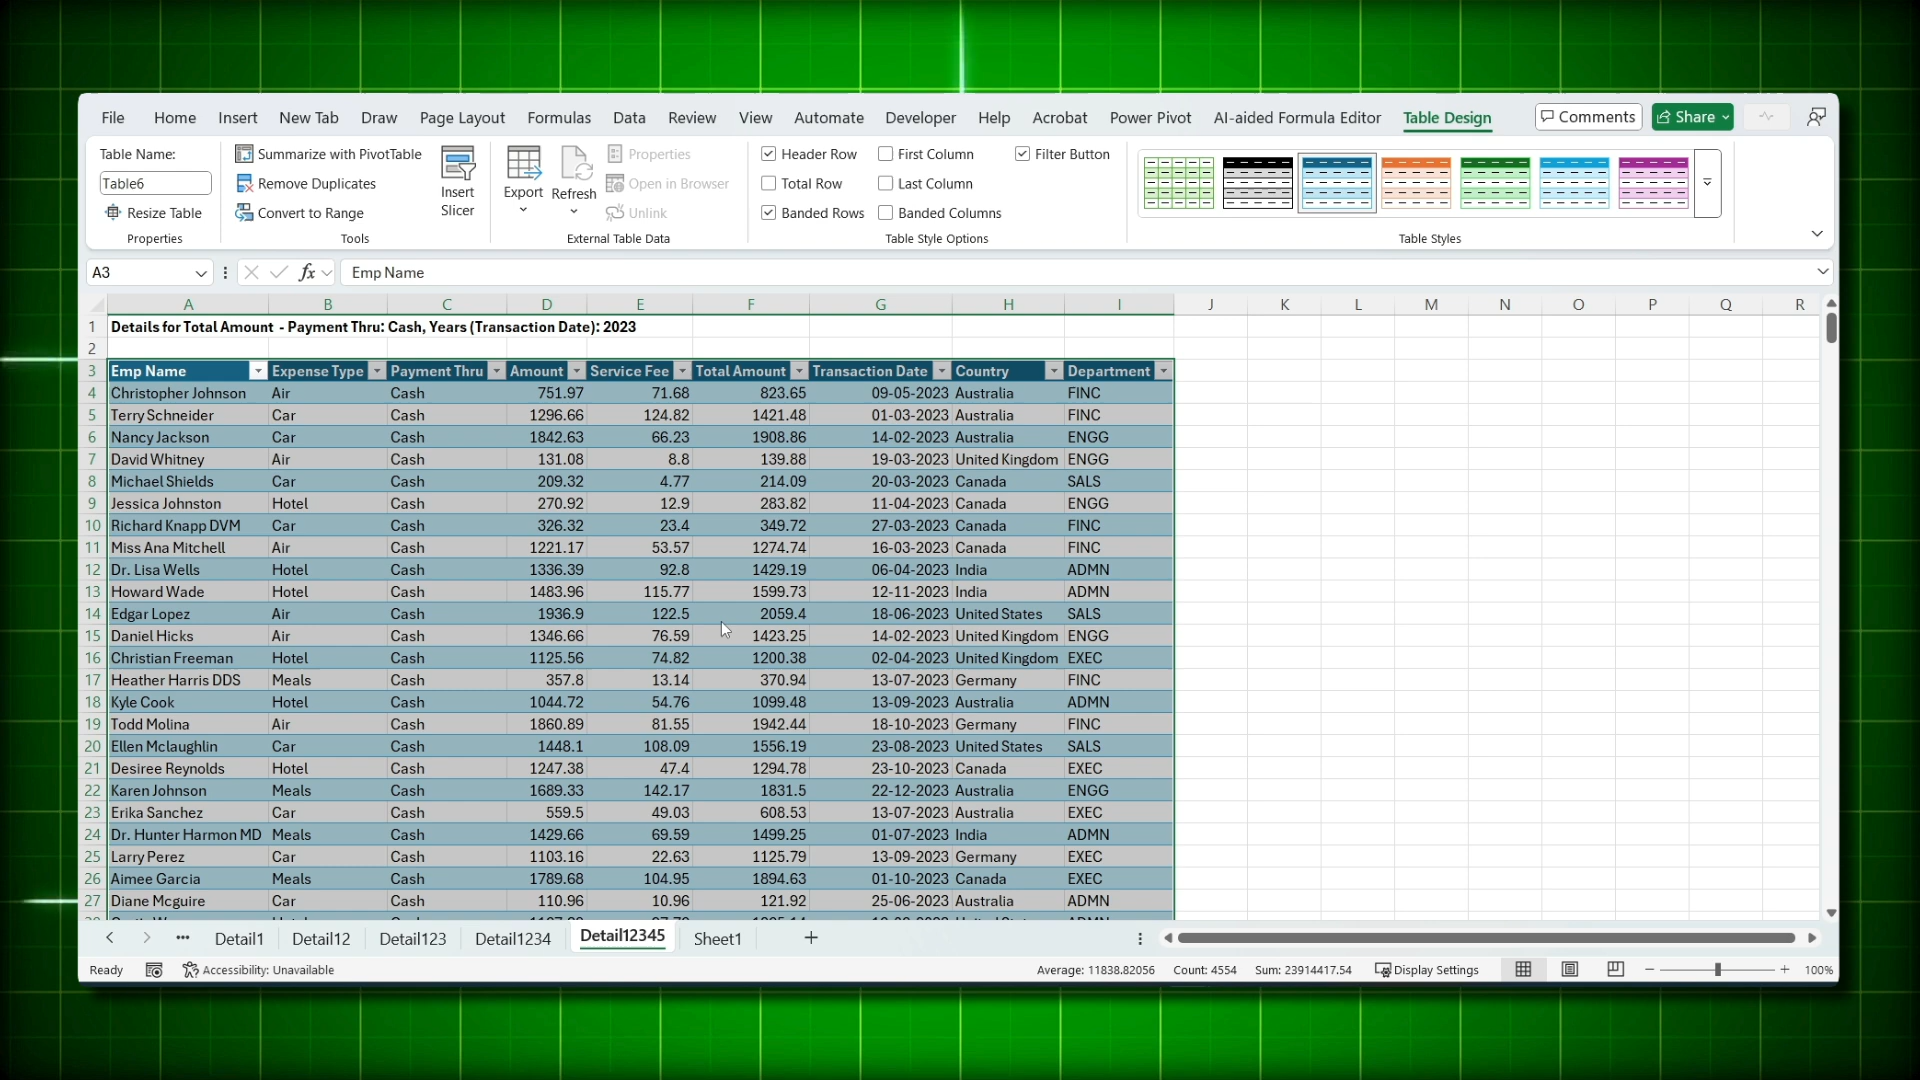 File Home Insert New Tab Draw Page Layout Formulas Data Review View Automate Developer Help Acrobat Power Pivot AI-aided Formula Editor Table Design Comments Share
Table Name: Summarize with PivotTable Properties Header Row First Column Filter Button
Table6 Remove Duplicates Insert Slicer Export Refresh Open in Browser Total Row Last Column
Resize Table Convert to Range Unlink Banded Rows Banded Columns
Properties Tools External Table Data Table Style Options Table Styles
A3 fx Emp Name
A B C D E F G H I J K L M N O P Q R
1 Details for Total Amount - Payment Thru: Cash, Years (Transaction Date): 2023
2
3 Emp Name Expense Type Payment Thru Amount Service Fee Total Amount Transaction Date Country Department
4 Christopher Johnson Air Cash 751.97 71.68 823.65 09-05-2023 Australia FINC
5 Terry Schneider Car Cash 1296.66 124.82 1421.48 01-03-2023 Australia FINC
6 Nancy Jackson Car Cash 1842.63 66.23 1908.86 14-02-2023 Australia ENGG
7 David Whitney Air Cash 131.08 8.8 139.88 19-03-2023 United Kingdom ENGG
8 Michael Shields Car Cash 209.32 4.77 214.09 20-03-2023 Canada SALS
9 Jessica Johnston Hotel Cash 270.92 12.9 283.82 11-04-2023 Canada ENGG
10 Richard Knapp DVM Car Cash 326.32 23.4 349.72 27-03-2023 Canada FINC
11 Miss Ana Mitchell Air Cash 1221.17 53.57 1274.74 16-03-2023 Canada FINC
12 Dr. Lisa Wells Hotel Cash 1336.39 92.8 1429.19 06-04-2023 India ADMN
13 Howard Wade Hotel Cash 1483.96 115.77 1599.73 12-11-2023 India ADMN
14 Edgar Lopez Air Cash 1936.9 122.5 2059.4 18-06-2023 United States SALS
15 Daniel Hicks Air Cash 1346.66 76.59 1423.25 14-02-2023 United Kingdom ENGG
16 Christian Freeman Hotel Cash 1125.56 74.82 1200.38 02-04-2023 United Kingdom EXEC
17 Heather Harris DDS Meals Cash 357.8 13.14 370.94 13-07-2023 Germany FINC
18 Kyle Cook Hotel Cash 1044.72 54.76 1099.48 13-09-2023 Australia ADMN
19 Todd Molina Air Cash 1860.89 81.55 1942.44 18-10-2023 Germany FINC
20 Ellen Mclaughlin Car Cash 1448.1 108.09 1556.19 23-08-2023 United States SALS
21 Desiree Reynolds Hotel Cash 1247.38 47.4 1294.78 23-10-2023 Canada EXEC
22 Karen Johnson Meals Cash 1689.33 142.17 1831.5 22-12-2023 Australia ENGG
23 Erika Sanchez Car Cash 559.5 49.03 608.53 13-07-2023 Australia EXEC
24 Dr. Hunter Harmon MD Meals Cash 1429.66 69.59 1499.25 01-07-2023 India ADMN
25 Larry Perez Car Cash 1103.16 22.63 1125.79 13-09-2023 Germany EXEC
26 Aimee Garcia Meals Cash 1789.68 104.95 1894.63 01-10-2023 Canada EXEC
27 Diane Mcguire Car Cash 110.96 10.96 121.92 25-06-2023 Australia ADMN
Detail1 Detail12 Detail123 Detail1234 Detail12345 Sheet1
Ready Accessibility: Unavailable Average: 11838.82056 Count: 4554 Sum: 23914417.54 Display Settings 100%